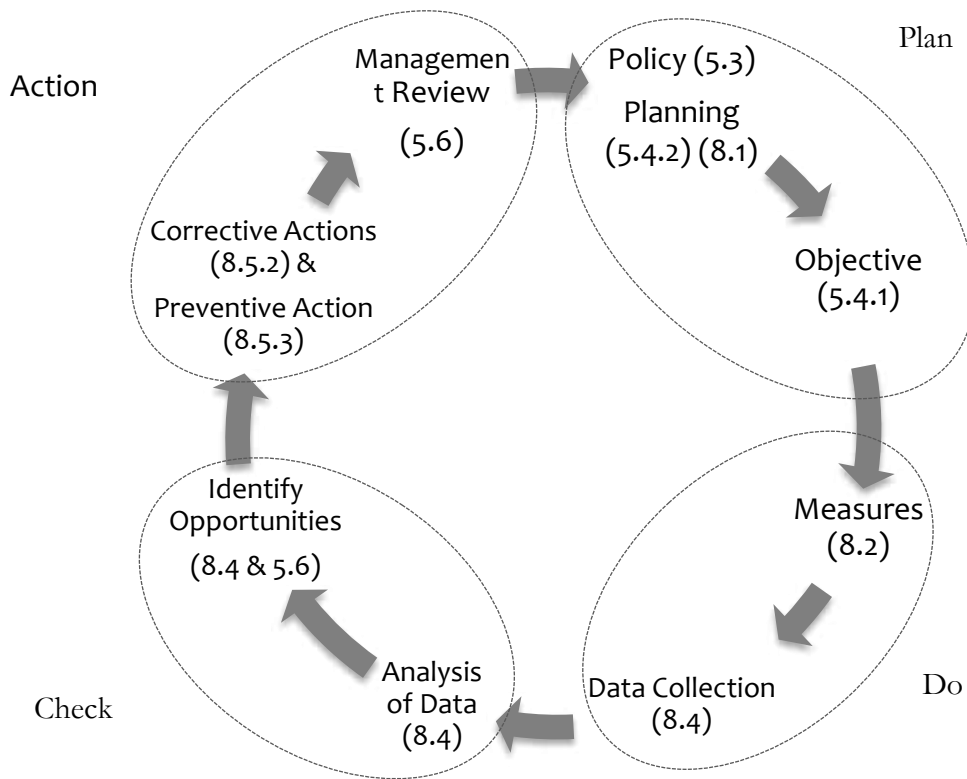 Plan
Policy (5.3)
Planning
(5.4.2) (8.1)
Objective
(5.4.1)
Measures
(8.2)
Do
Data Collection
(8.4)
Analysis
of Data
(8.4)
Check
Identify
Opportunities
(8.4 & 5.6)
Corrective Actions
(8.5.2) &
Preventive Action
(8.5.3)
Action
Managemen
t Review
(5.6)